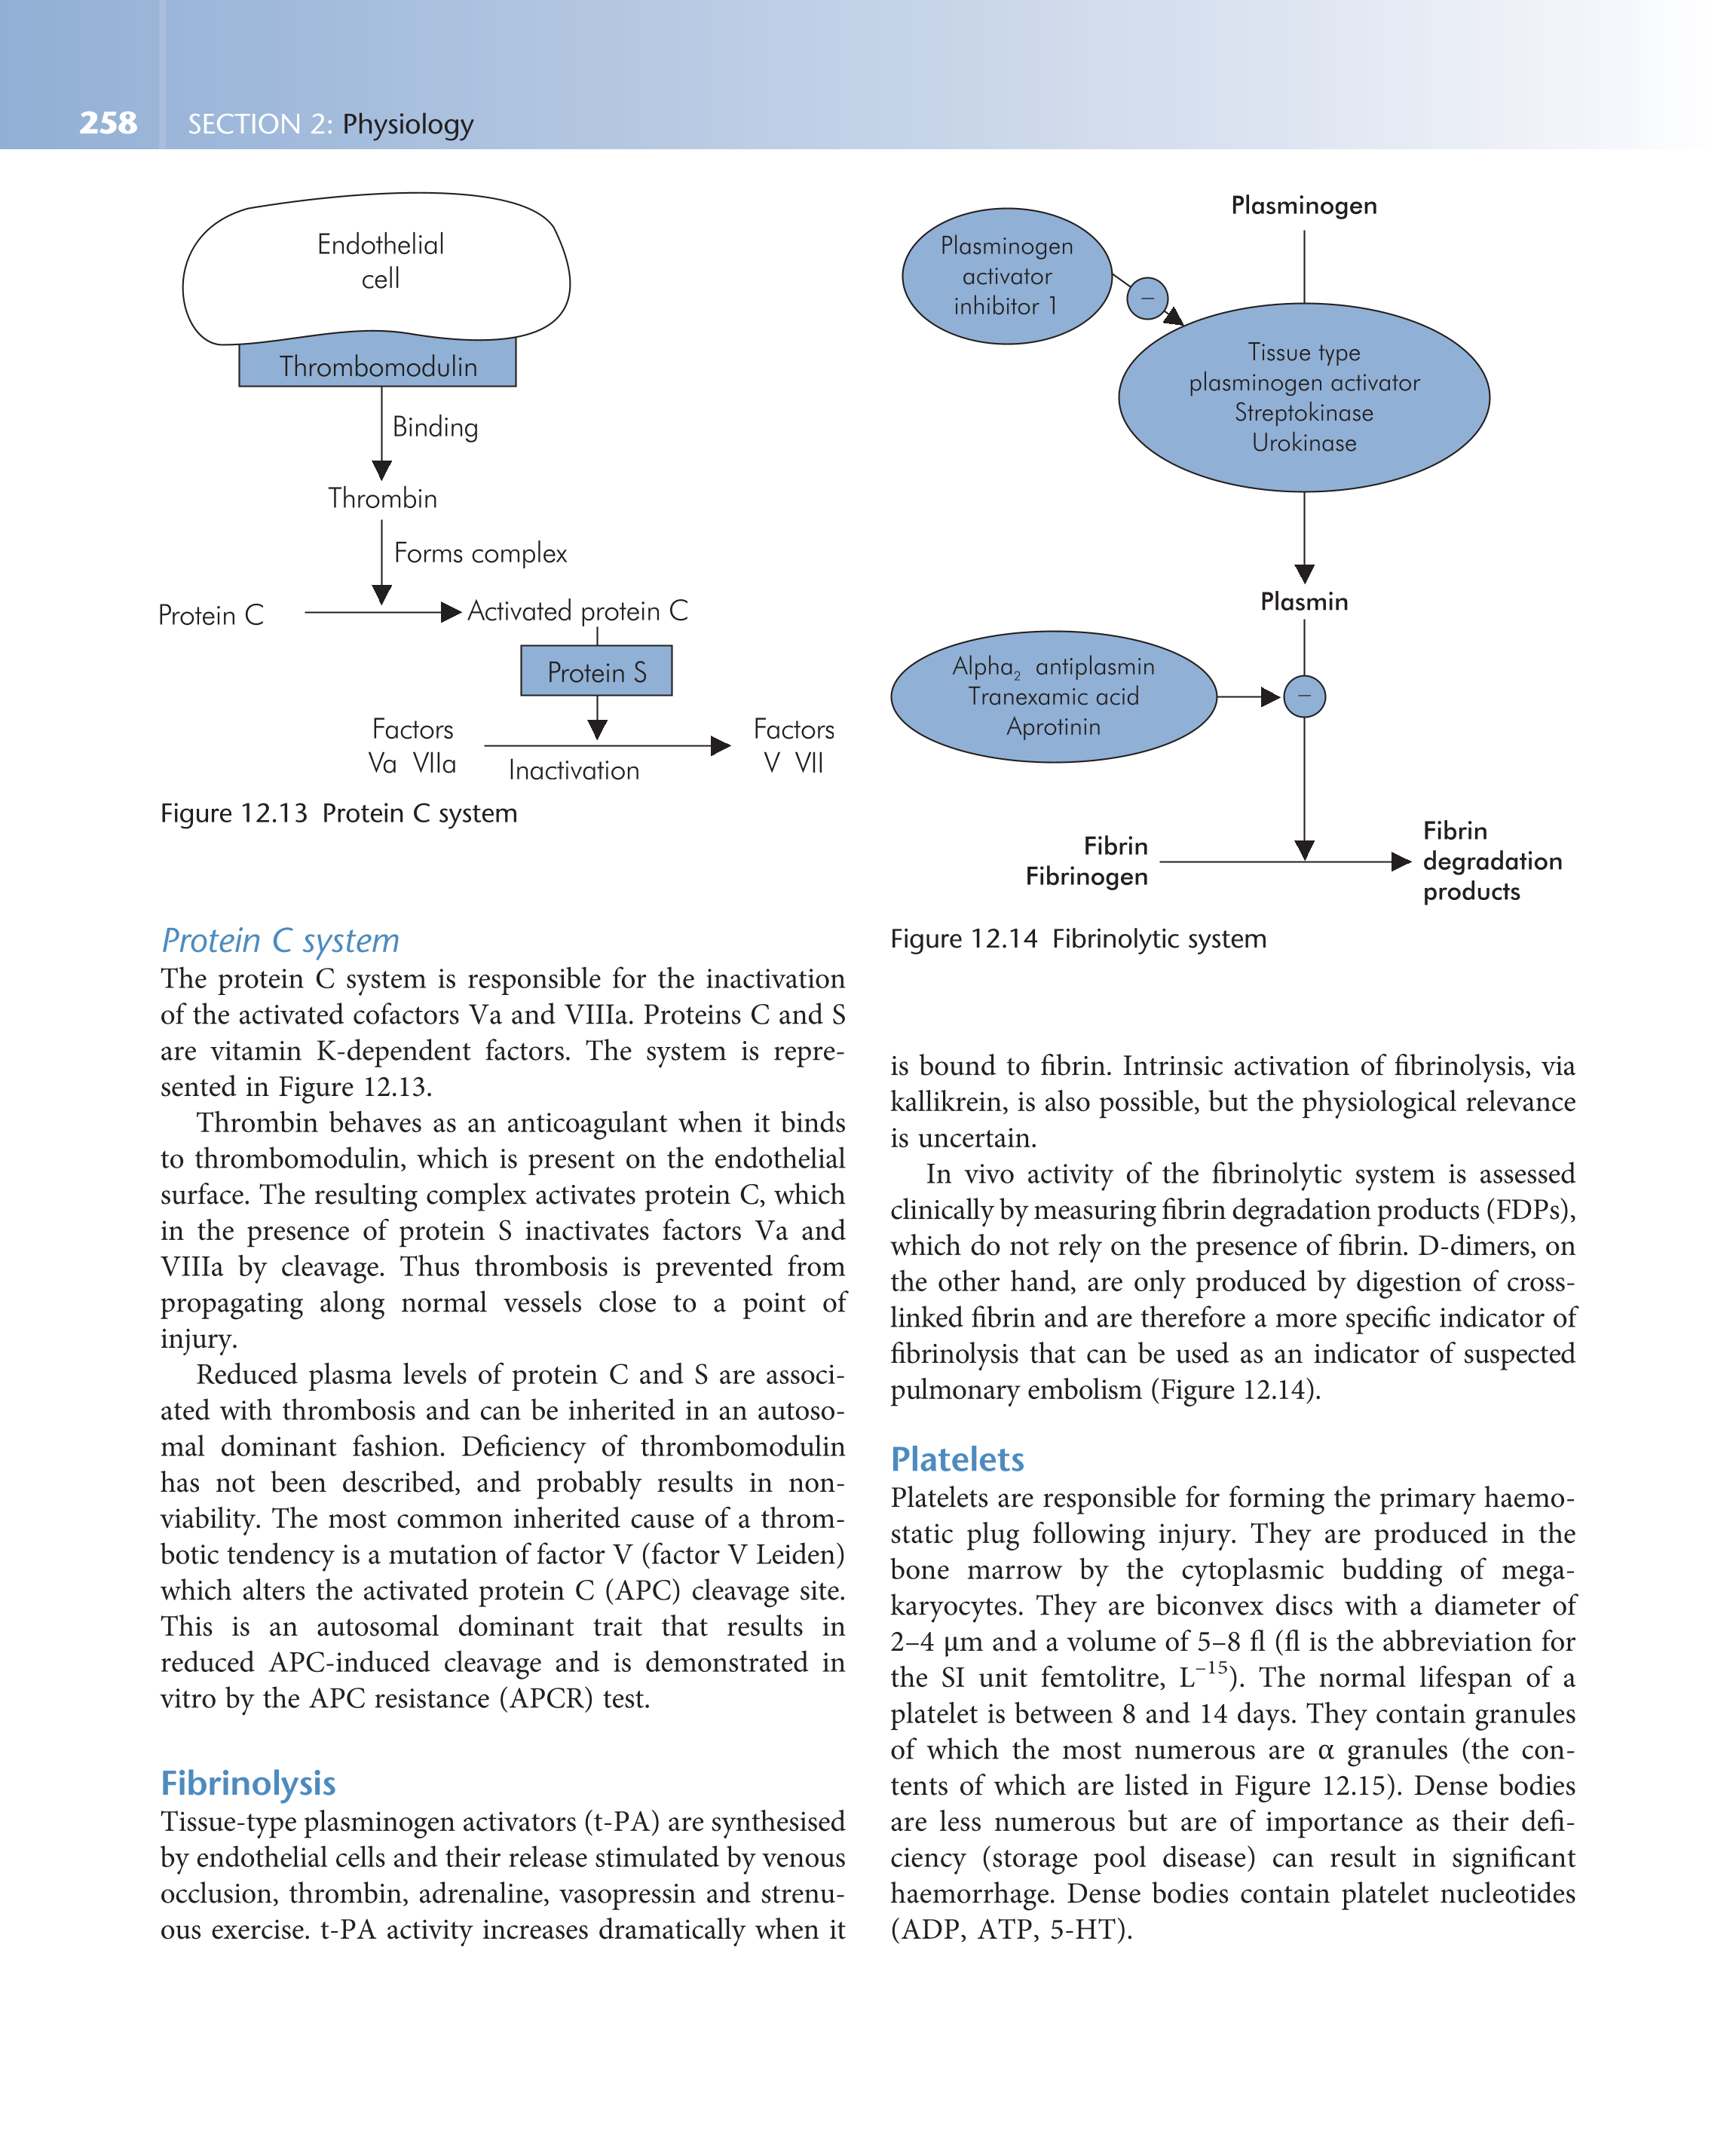 258 SECTION 2: Physiology
Endothelial
cell
Thrombomodulin
Binding
Thrombin
Forms complex
Protein C
Activated protein C
Protein S
Factors
Va VIIa
Inactivation
Factors
V VII
Figure 12.13 Protein C system
Protein C system
The protein C system is responsible for the inactivation
of the activated cofactors Va and VIIIa. Proteins C and S
are vitamin K-dependent factors. The system is repre-
sented in Figure 12.13.
Thrombin behaves as an anticoagulant when it binds
to thrombomodulin, which is present on the endothelial
surface. The resulting complex activates protein C, which
in the presence of protein S inactivates factors Va and
VIIIa by cleavage. Thus thrombosis is prevented from
propagating along normal vessels close to a point of
injury.
Reduced plasma levels of protein C and S are associ-
ated with thrombosis and can be inherited in an autoso-
mal dominant fashion. Deficiency of thrombomodulin
has not been described, and probably results in non-
viability. The most common inherited cause of a throm-
botic tendency is a mutation of factor V (factor V Leiden)
which alters the activated protein C (APC) cleavage site.
This is an autosomal dominant trait that results in
reduced APC-induced cleavage and is demonstrated in
vitro by the APC resistance (APCR) test.
Fibrinolysis
Tissue-type plasminogen activators (t-PA) are synthesised
by endothelial cells and their release stimulated by venous
occlusion, thrombin, adrenaline, vasopressin and strenu-
ous exercise. t-PA activity increases dramatically when it
Plasminogen
Plasminogen
activator
inhibitor 1
−
Tissue type
plasminogen activator
Streptokinase
Urokinase
Plasmin
Alpha₂ antiplasmin
Tranexamic acid
Aprotinin
−
Fibrin
Fibrinogen
Fibrin
degradation
products
Figure 12.14 Fibrinolytic system
is bound to fibrin. Intrinsic activation of fibrinolysis, via
kallikrein, is also possible, but the physiological relevance
is uncertain.
In vivo activity of the fibrinolytic system is assessed
clinically by measuring fibrin degradation products (FDPs),
which do not rely on the presence of fibrin. D-dimers, on
the other hand, are only produced by digestion of cross-
linked fibrin and are therefore a more specific indicator of
fibrinolysis that can be used as an indicator of suspected
pulmonary embolism (Figure 12.14).
Platelets
Platelets are responsible for forming the primary haemo-
static plug following injury. They are produced in the
bone marrow by the cytoplasmic budding of mega-
karyocytes. They are biconvex discs with a diameter of
2–4 μm and a volume of 5–8 fl (fl is the abbreviation for
the SI unit femtolitre, L⁻¹⁵). The normal lifespan of a
platelet is between 8 and 14 days. They contain granules
of which the most numerous are α granules (the con-
tents of which are listed in Figure 12.15). Dense bodies
are less numerous but are of importance as their defi-
ciency (storage pool disease) can result in significant
haemorrhage. Dense bodies contain platelet nucleotides
(ADP, ATP, 5-HT).